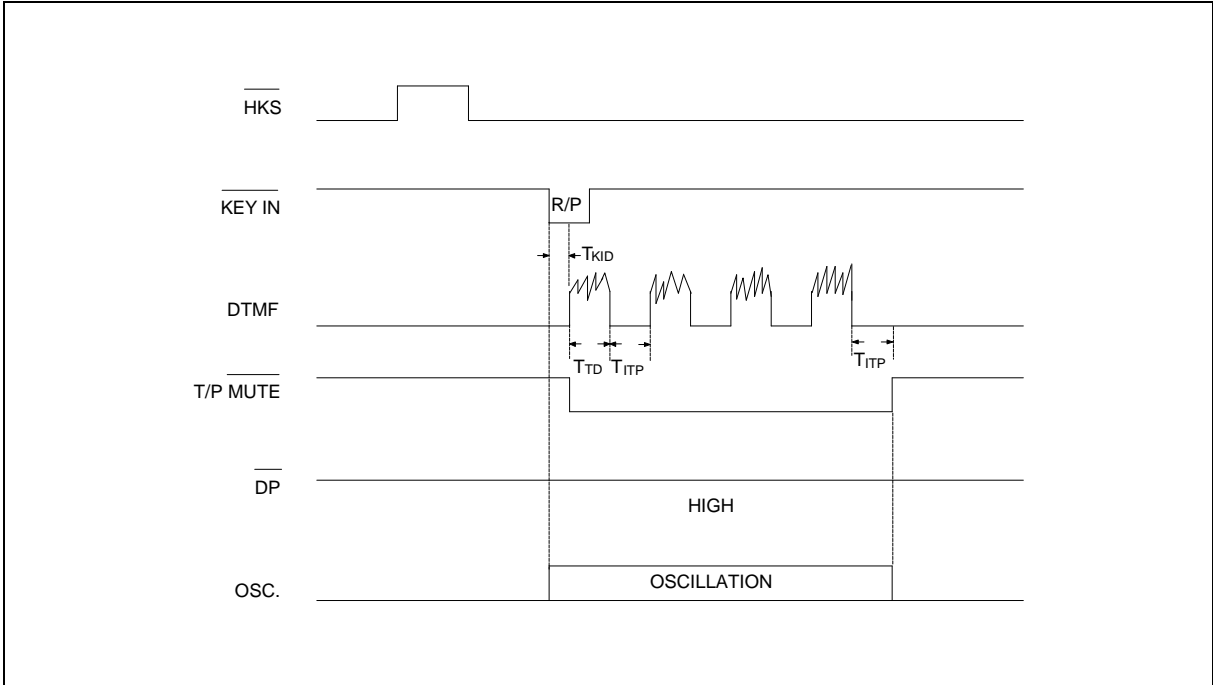 HKS
KEY IN
R/P
TKID
DTMF
TTD
TITP
TITP
T/P MUTE
DP
HIGH
OSC.
OSCILLATION